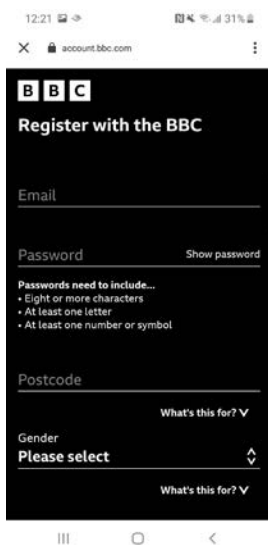 12:21 31%
account.bbc.com
BBC
Register with the BBC
Email
Password Show password
Passwords need to include...
• Eight or more characters
• At least one letter
• At least one number or symbol
Postcode
What's this for?
Gender
Please select
What's this for?